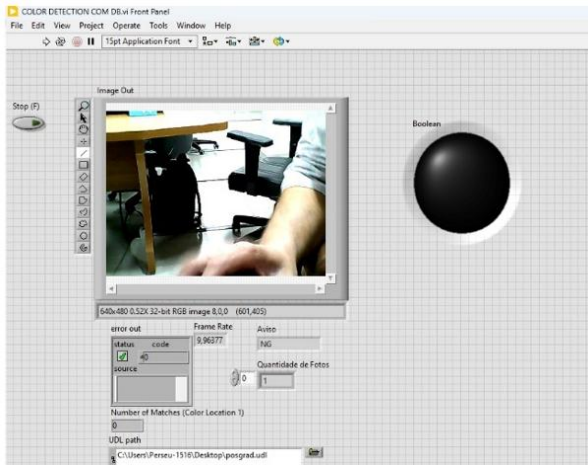 COLOR DETECTION COM DB.vi Front Panel
File Edit View Project Operate Tools Window Help
15pt Application Font
Image Out
Stop (F)
Boolean
640x480 0.52X 32-bit RGB image 8,0,0 (601,405)
error out
Frame Rate
Aviso
status code
9,96377
NG
0
source
Quantidade de Fotos
0
1
Number of Matches (Color Location 1)
0
UDL path
C:\Users\Perseu-1516\Desktop\posgrad.udl